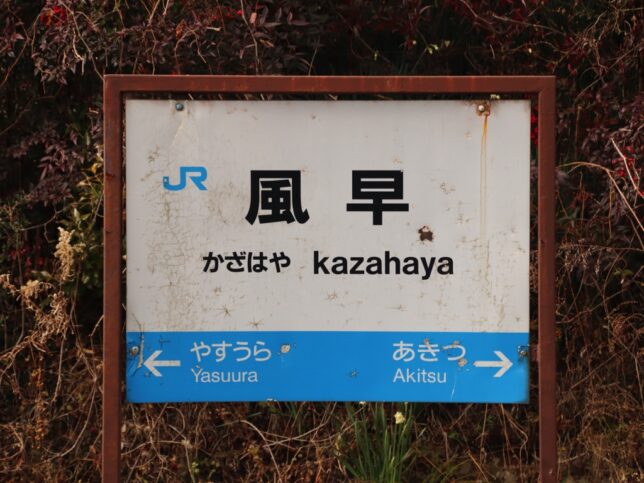 JR
風早
かざはや kazahaya
← やすうら あきつ →
Yasuura Akitsu